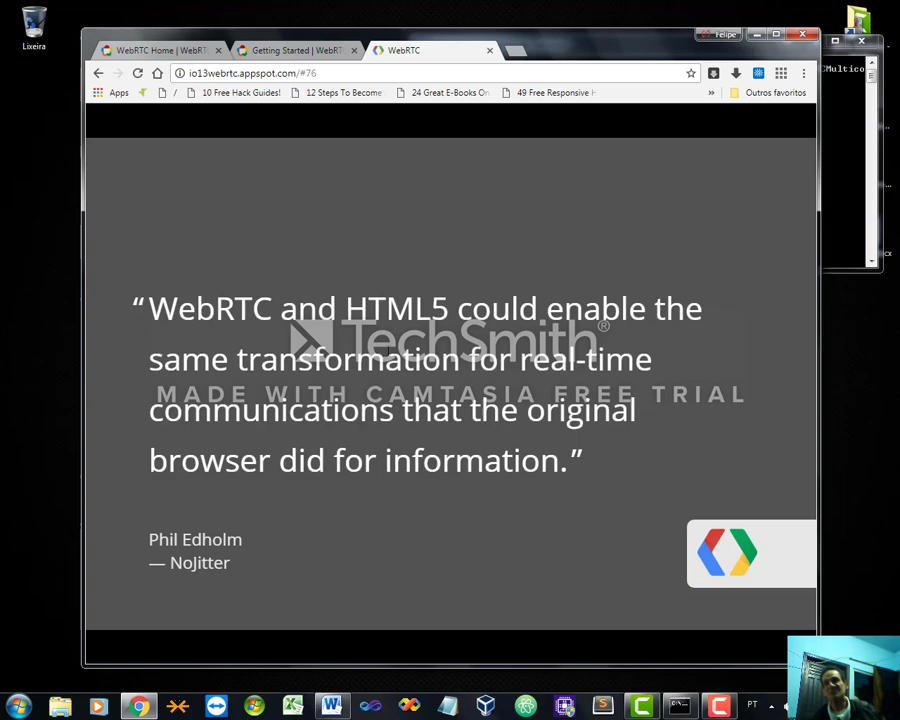 Lixeira
Felipe
WebRTC Home | WebRT
Getting Started | WebRT
WebRTC
io13webrtc.appspot.com/#76
Apps
/
10 Free Hack Guides!
12 Steps To Become
24 Great E-Books On
49 Free Responsive H
»
Outros favoritos
CMultico
“WebRTC and HTML5 could enable the
same transformation for real-time
communications that the original
browser did for information.”
TechSmith®
MADE WITH CAMTASIA FREE TRIAL
Phil Edholm
— NoJitter
cx
PT